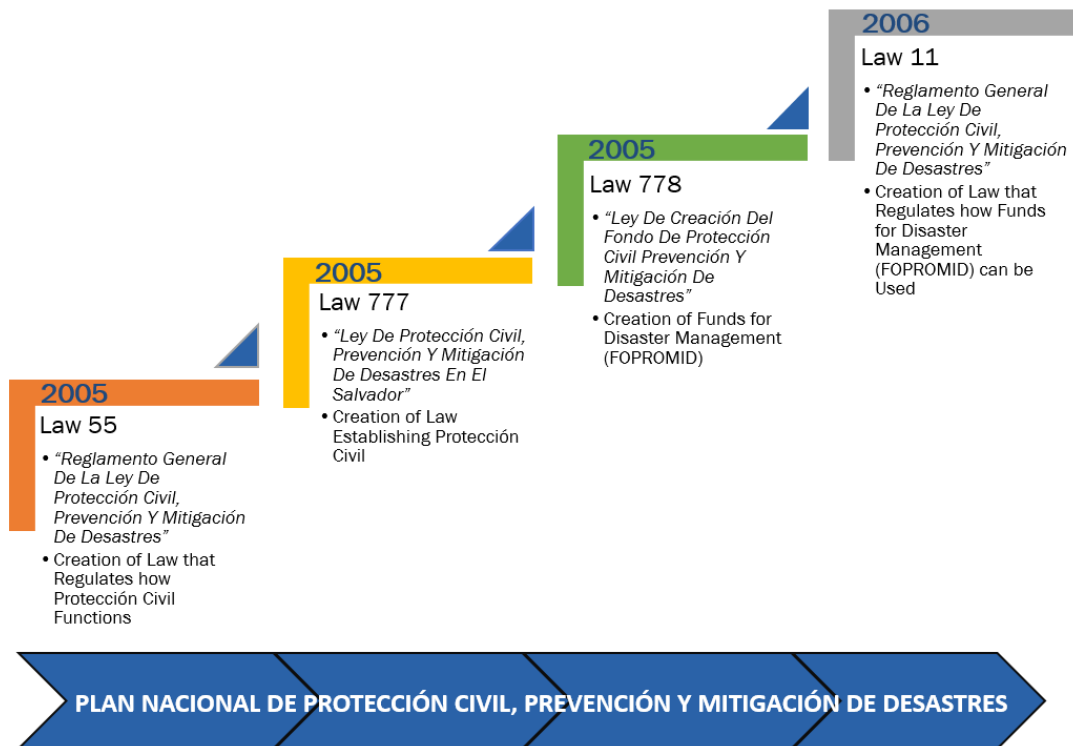 2005
Law 55
• “Reglamento General
De La Ley De
Protección Civil,
Prevención Y Mitigación
De Desastres”
• Creation of Law that
Regulates how
Protección Civil
Functions
2005
Law 777
• “Ley De Protección Civil,
Prevención Y Mitigación
De Desastres En El
Salvador”
• Creation of Law
Establishing Protección
Civil
2005
Law 778
• “Ley De Creación Del
Fondo De Protección
Civil Prevención Y
Mitigación De
Desastres”
• Creation of Funds for
Disaster Management
(FOPROMID)
2006
Law 11
• “Reglamento General
De La Ley De
Protección Civil,
Prevención Y Mitigación
De Desastres”
• Creation of Law that
Regulates how Funds
for Disaster
Management
(FOPROMID) can be
Used
PLAN NACIONAL DE PROTECCIÓN CIVIL, PREVENCIÓN Y MITIGACIÓN DE DESASTRES